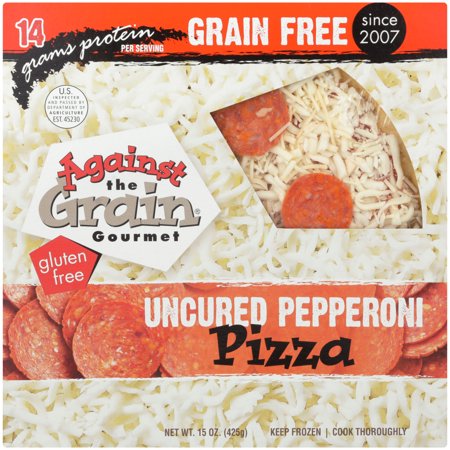 14
grams protein
PER SERVING
GRAIN FREE
since
2007
U.S.
INSPECTED
AND PASSED BY
DEPARTMENT OF
AGRICULTURE
EST. 45230
Against
the
Grain®
Gourmet
gluten
free
UNCURED PEPPERONI
Pizza
NET WT. 15 OZ. (425g) KEEP FROZEN | COOK THOROUGHLY